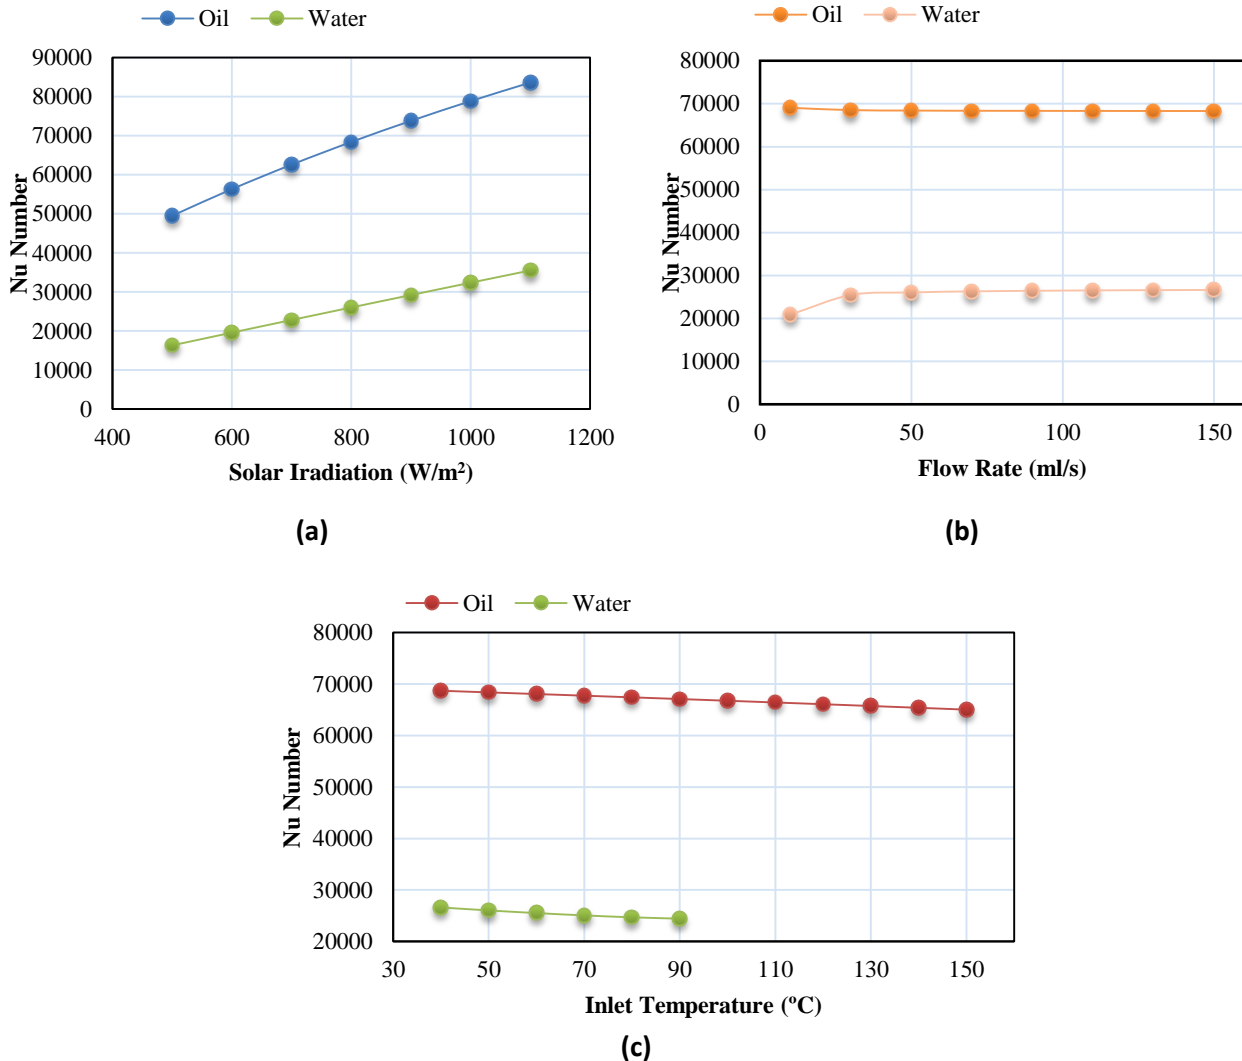 Oil Water
90000
80000
70000
60000
50000
40000
30000
20000
10000
0
Nu Number
400 600 800 1000 1200
Solar Iradiation (W/m²)
(a)
Oil Water
80000
70000
60000
50000
40000
30000
20000
10000
0
Nu Number
0 50 100 150
Flow Rate (ml/s)
(b)
Oil Water
80000
70000
60000
50000
40000
30000
20000
Nu Number
30 50 70 90 110 130 150
Inlet Temperature (ºC)
(c)